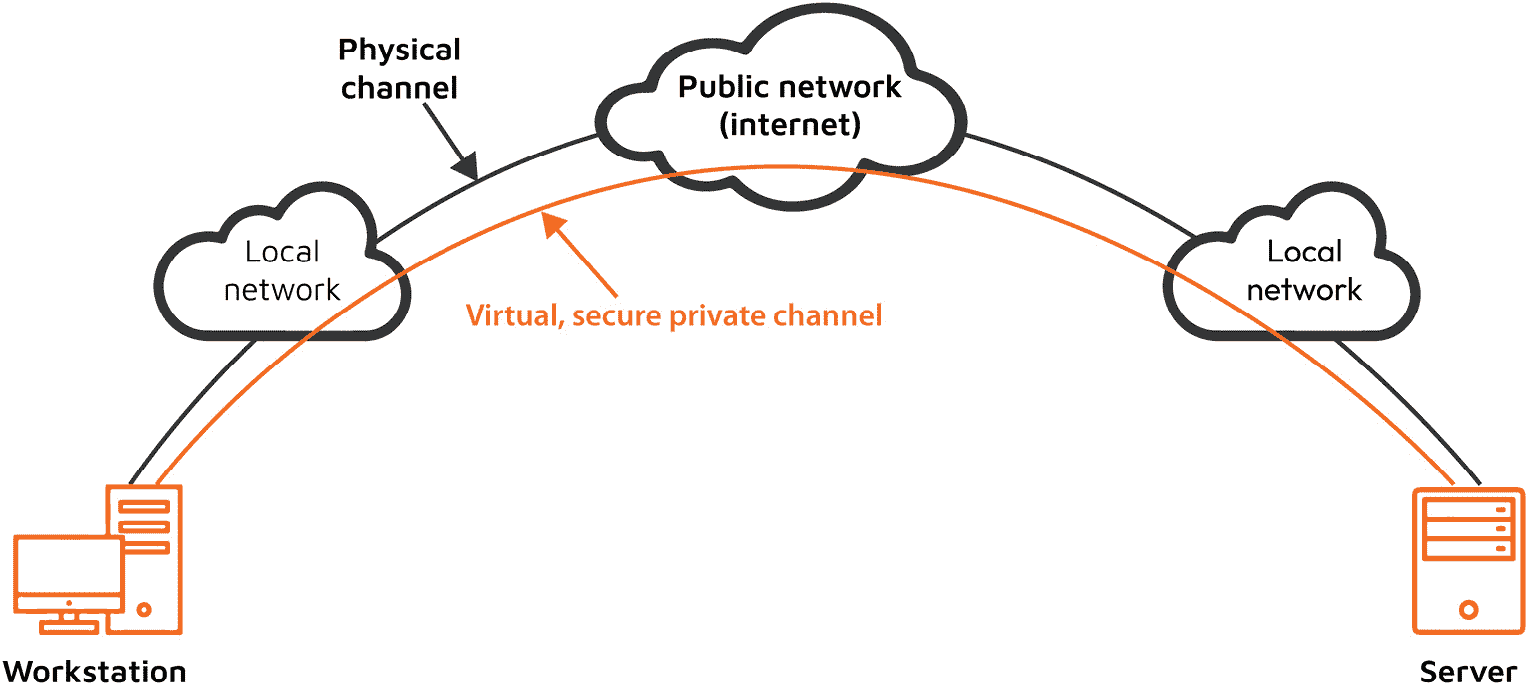 Physical
channel
Public network
(internet)
Local
network
Local
network
Virtual, secure private channel
Workstation
Server